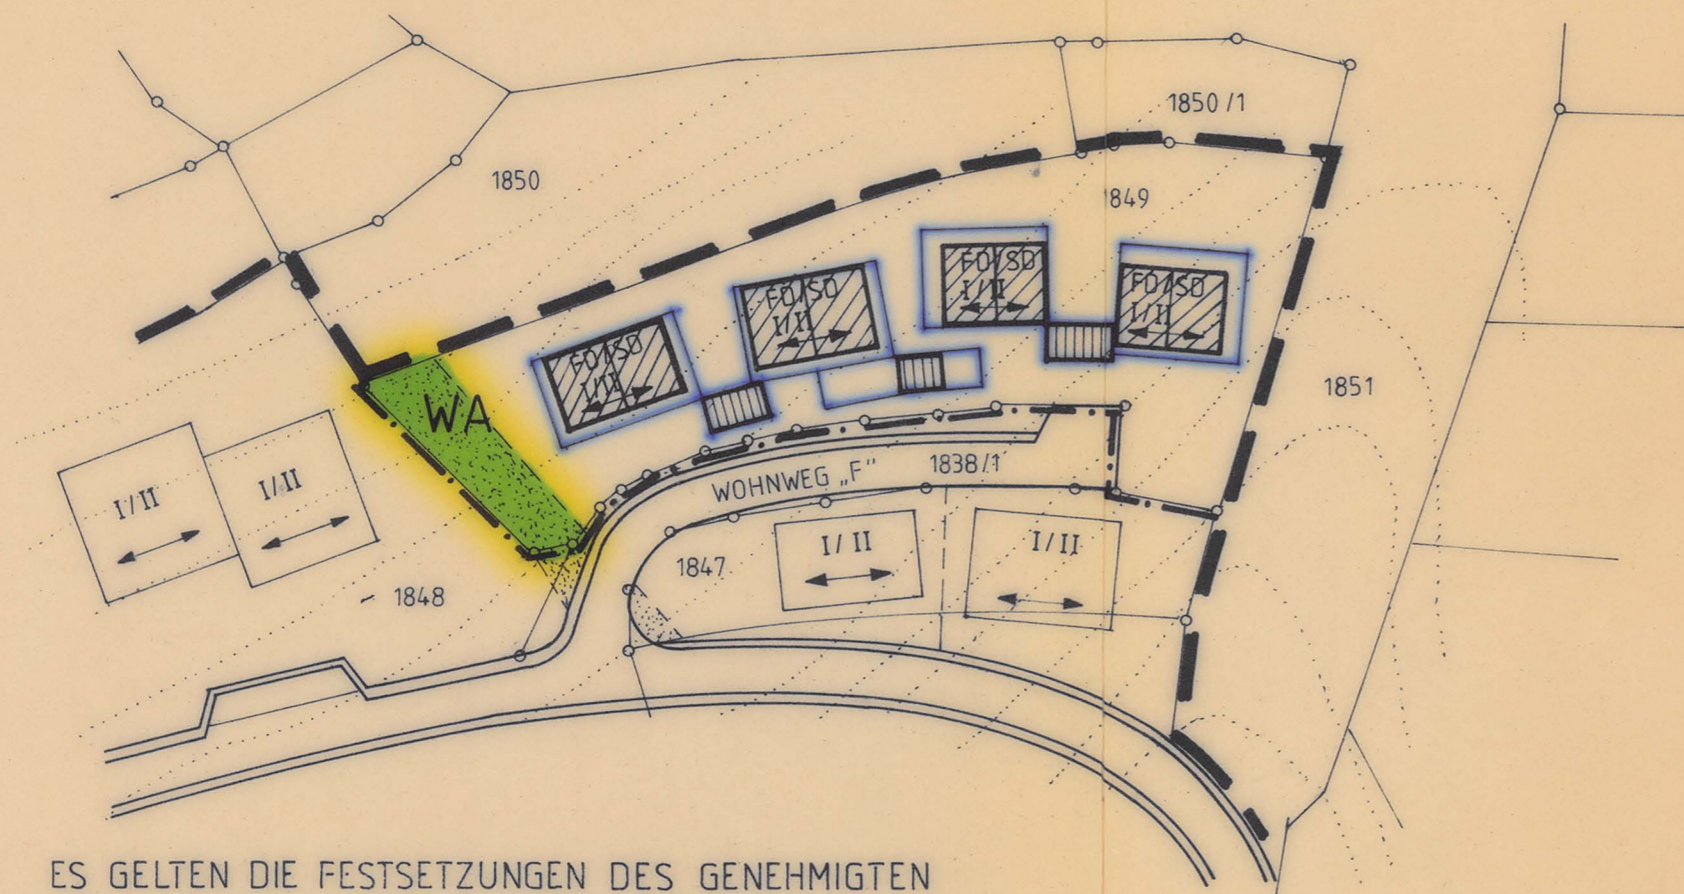 1850 /1
1850
1849
FD/SD
I/II
FD/SD
I/II
FD/SD
I/II
FD/SD
I/II
1851
WA
WOHNWEG „F"
1838/1
I/II
I/II
1848
1847
I/II
I/II
ES GELTEN DIE FESTSETZUNGEN DES GENEHMIGTEN